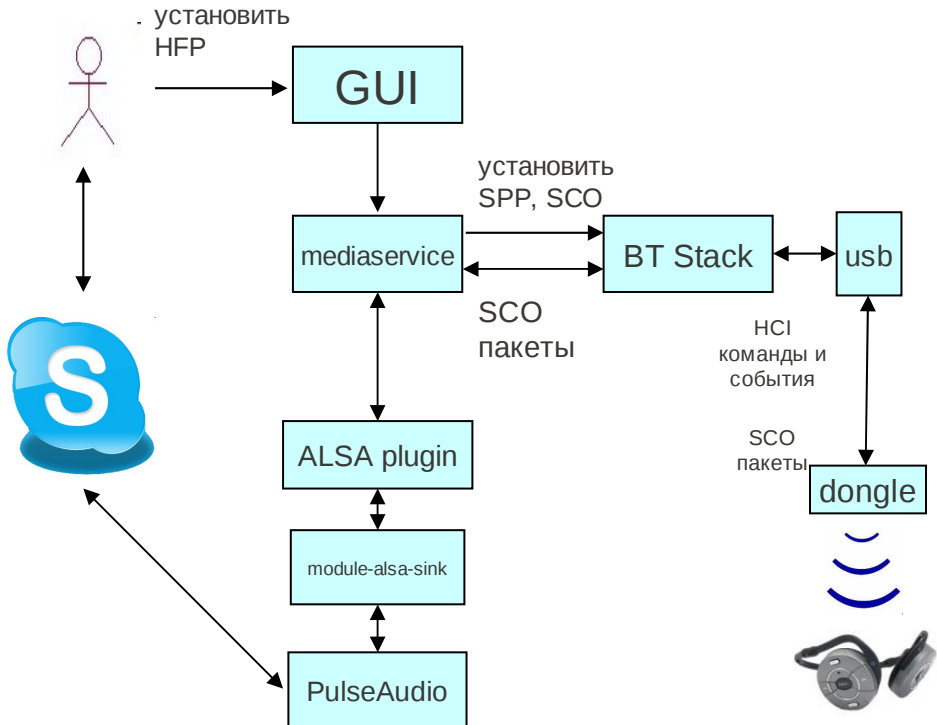 установить
HFP
GUI
установить
SPP, SCO
mediaservice
BT Stack
usb
SCO
пакеты
HCI
команды и
события
S
ALSA plugin
SCO
пакеты
dongle
module-alsa-sink
PulseAudio